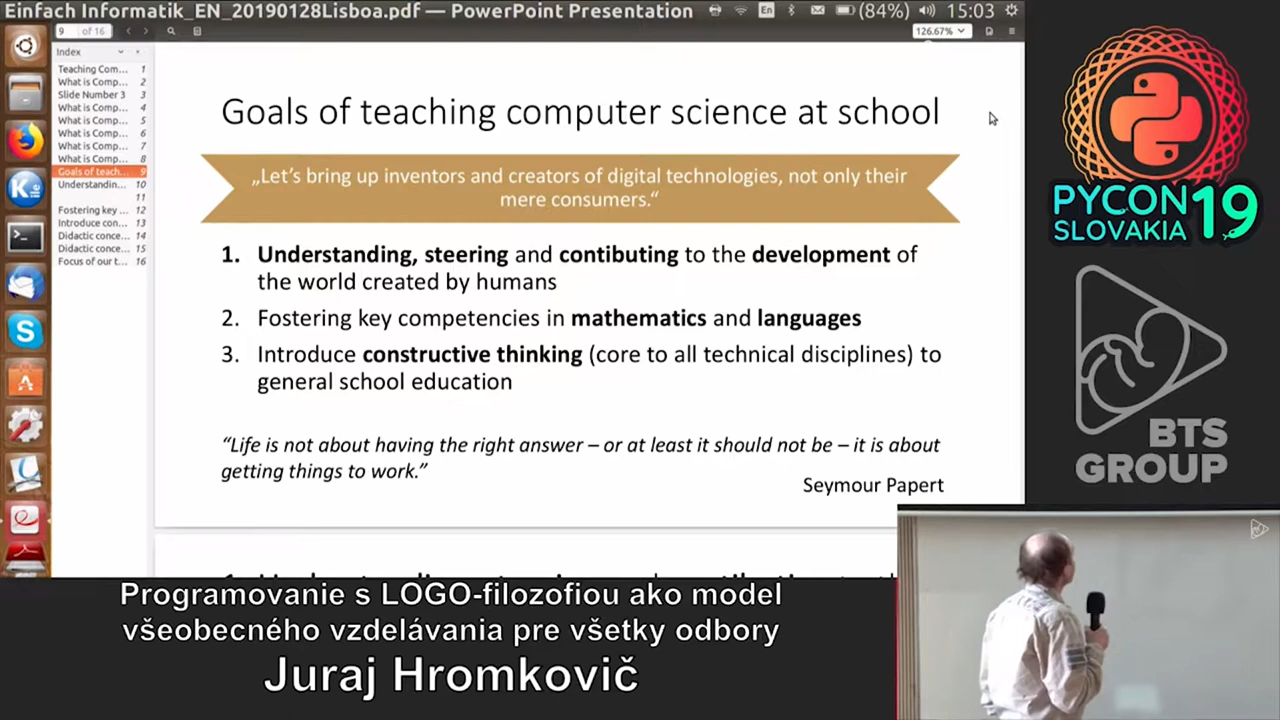 Einfach Informatik_EN_20190128Lisboa.pdf — PowerPoint Presentation
En
(84%)
15:03
9 of 16
126.67%
Index
Teaching Com... 1
What is Comp... 2
Slide Number 3 3
What is Comp... 4
What is Comp... 5
What is Comp... 6
What is Comp... 7
What is Comp... 8
Goals of teach... 9
Understandin... 10
11
Fostering key ... 12
Introduce con... 13
Didactic conce... 14
Didactic conce... 15
Focus of our t... 16
Goals of teaching computer science at school
„Let's bring up inventors and creators of digital technologies, not only their
mere consumers.“
1. Understanding, steering and contibuting to the development of
the world created by humans
2. Fostering key competencies in mathematics and languages
3. Introduce constructive thinking (core to all technical disciplines) to
general school education
“Life is not about having the right answer – or at least it should not be – it is about
getting things to work.”
Seymour Papert
PYCON 19
SLOVAKIA
BTS
GROUP
Programovanie s LOGO-filozofiou ako model
všeobecného vzdelávania pre všetky odbory
Juraj Hromkovič